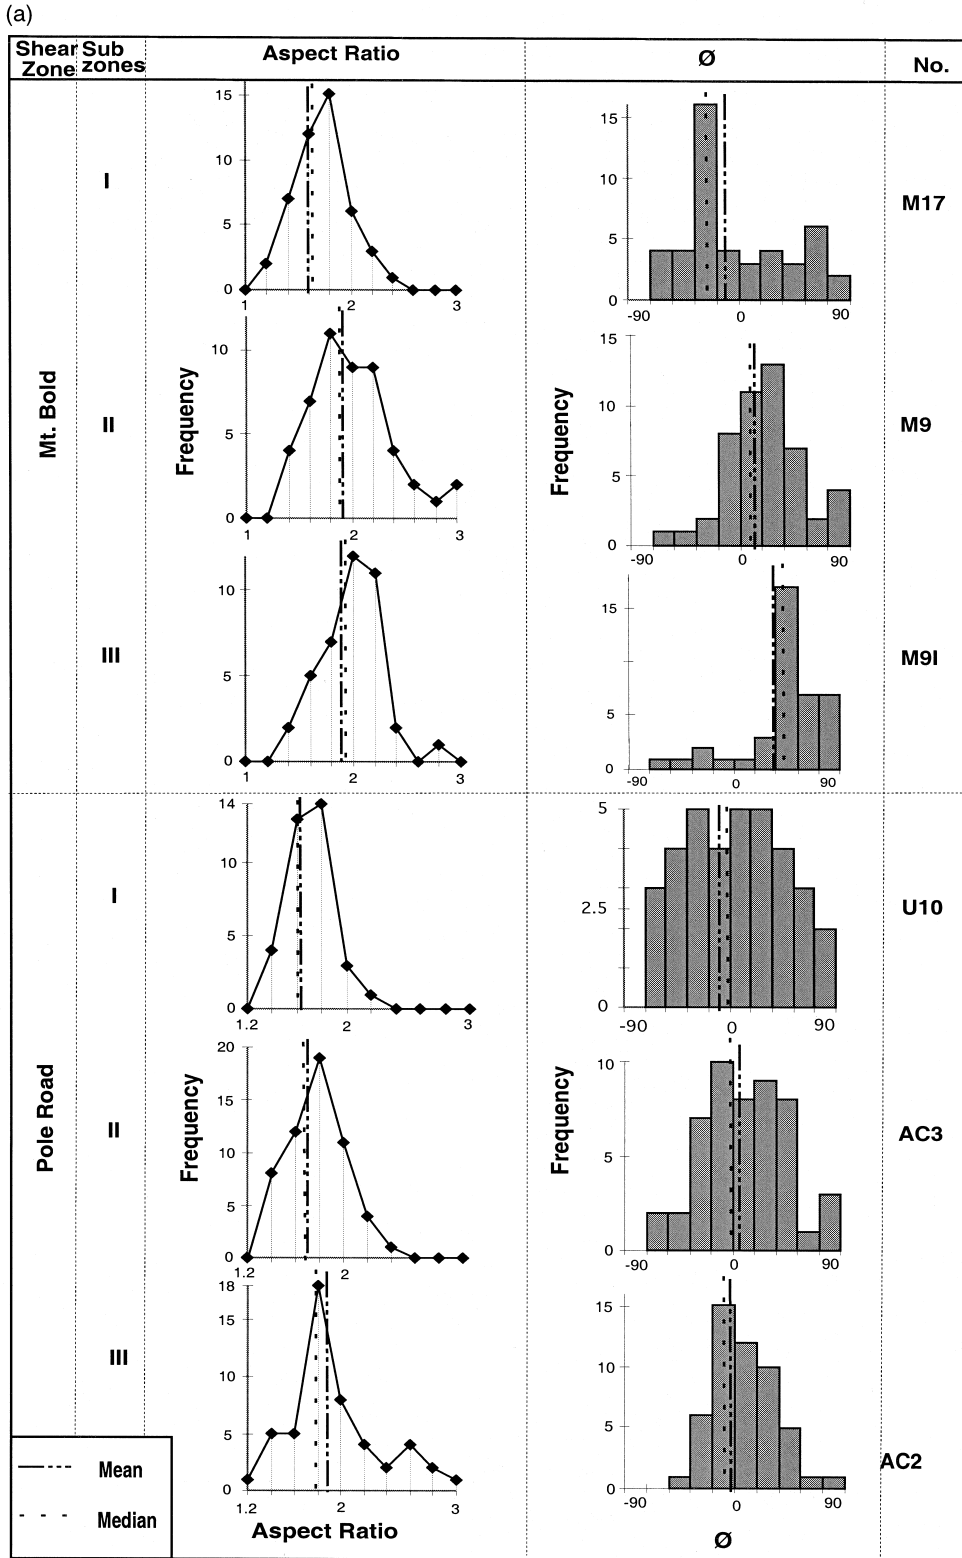 (a)
Shear Zone Sub zones Aspect Ratio Ø No.
15
10
5
0
1 2 3
I
15
10
5
0
-90 0 90
M17
Mt. Bold
II
Frequency
10
5
0
1 2 3
Frequency
15
10
5
0
-90 0 90
M9
III
10
5
0
1 2 3
15
5
0
-90 0 90
M9I
Pole Road
I
14
10
5
0
1.2 2 3
5
2.5
0
-90 0 90
U10
II
Frequency
20
15
10
5
0
1.2 2
Frequency
10
5
0
-90 0 90
AC3
III
18
15
10
5
0
1.2 2 3
Aspect Ratio
15
10
5
0
-90 0 90
Ø
AC2
Mean
Median